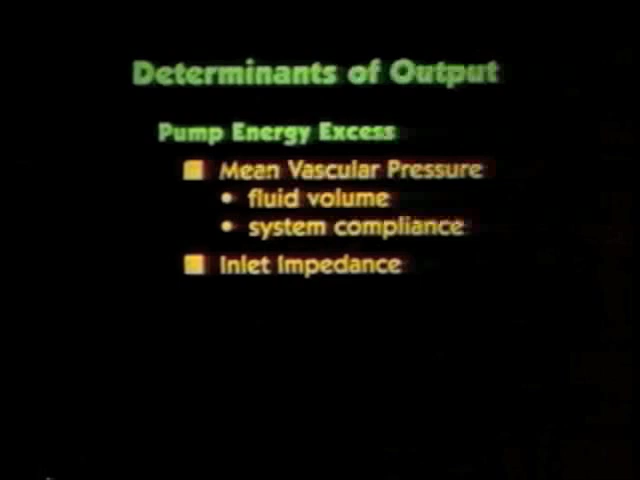 Determinants of Output
Pump Energy Excess
■ Mean Vascular Pressure
• fluid volume
• system compliance
■ Inlet Impedance